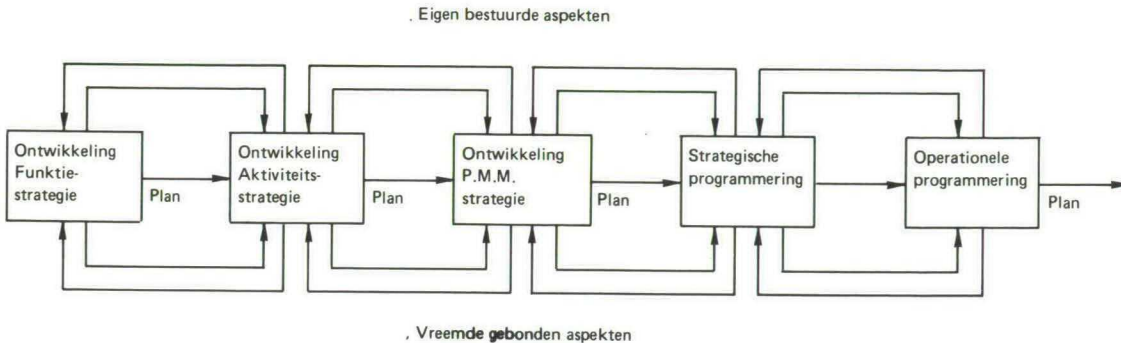 . Eigen bestuurde aspekten
Ontwikkeling
Funktie-
strategie
Plan
Ontwikkeling
Aktiviteits-
strategie
Plan
Ontwikkeling
P.M.M.
strategie
Plan
Strategische
programmering
Operationele
programmering
Plan
. Vreemde gebonden aspekten